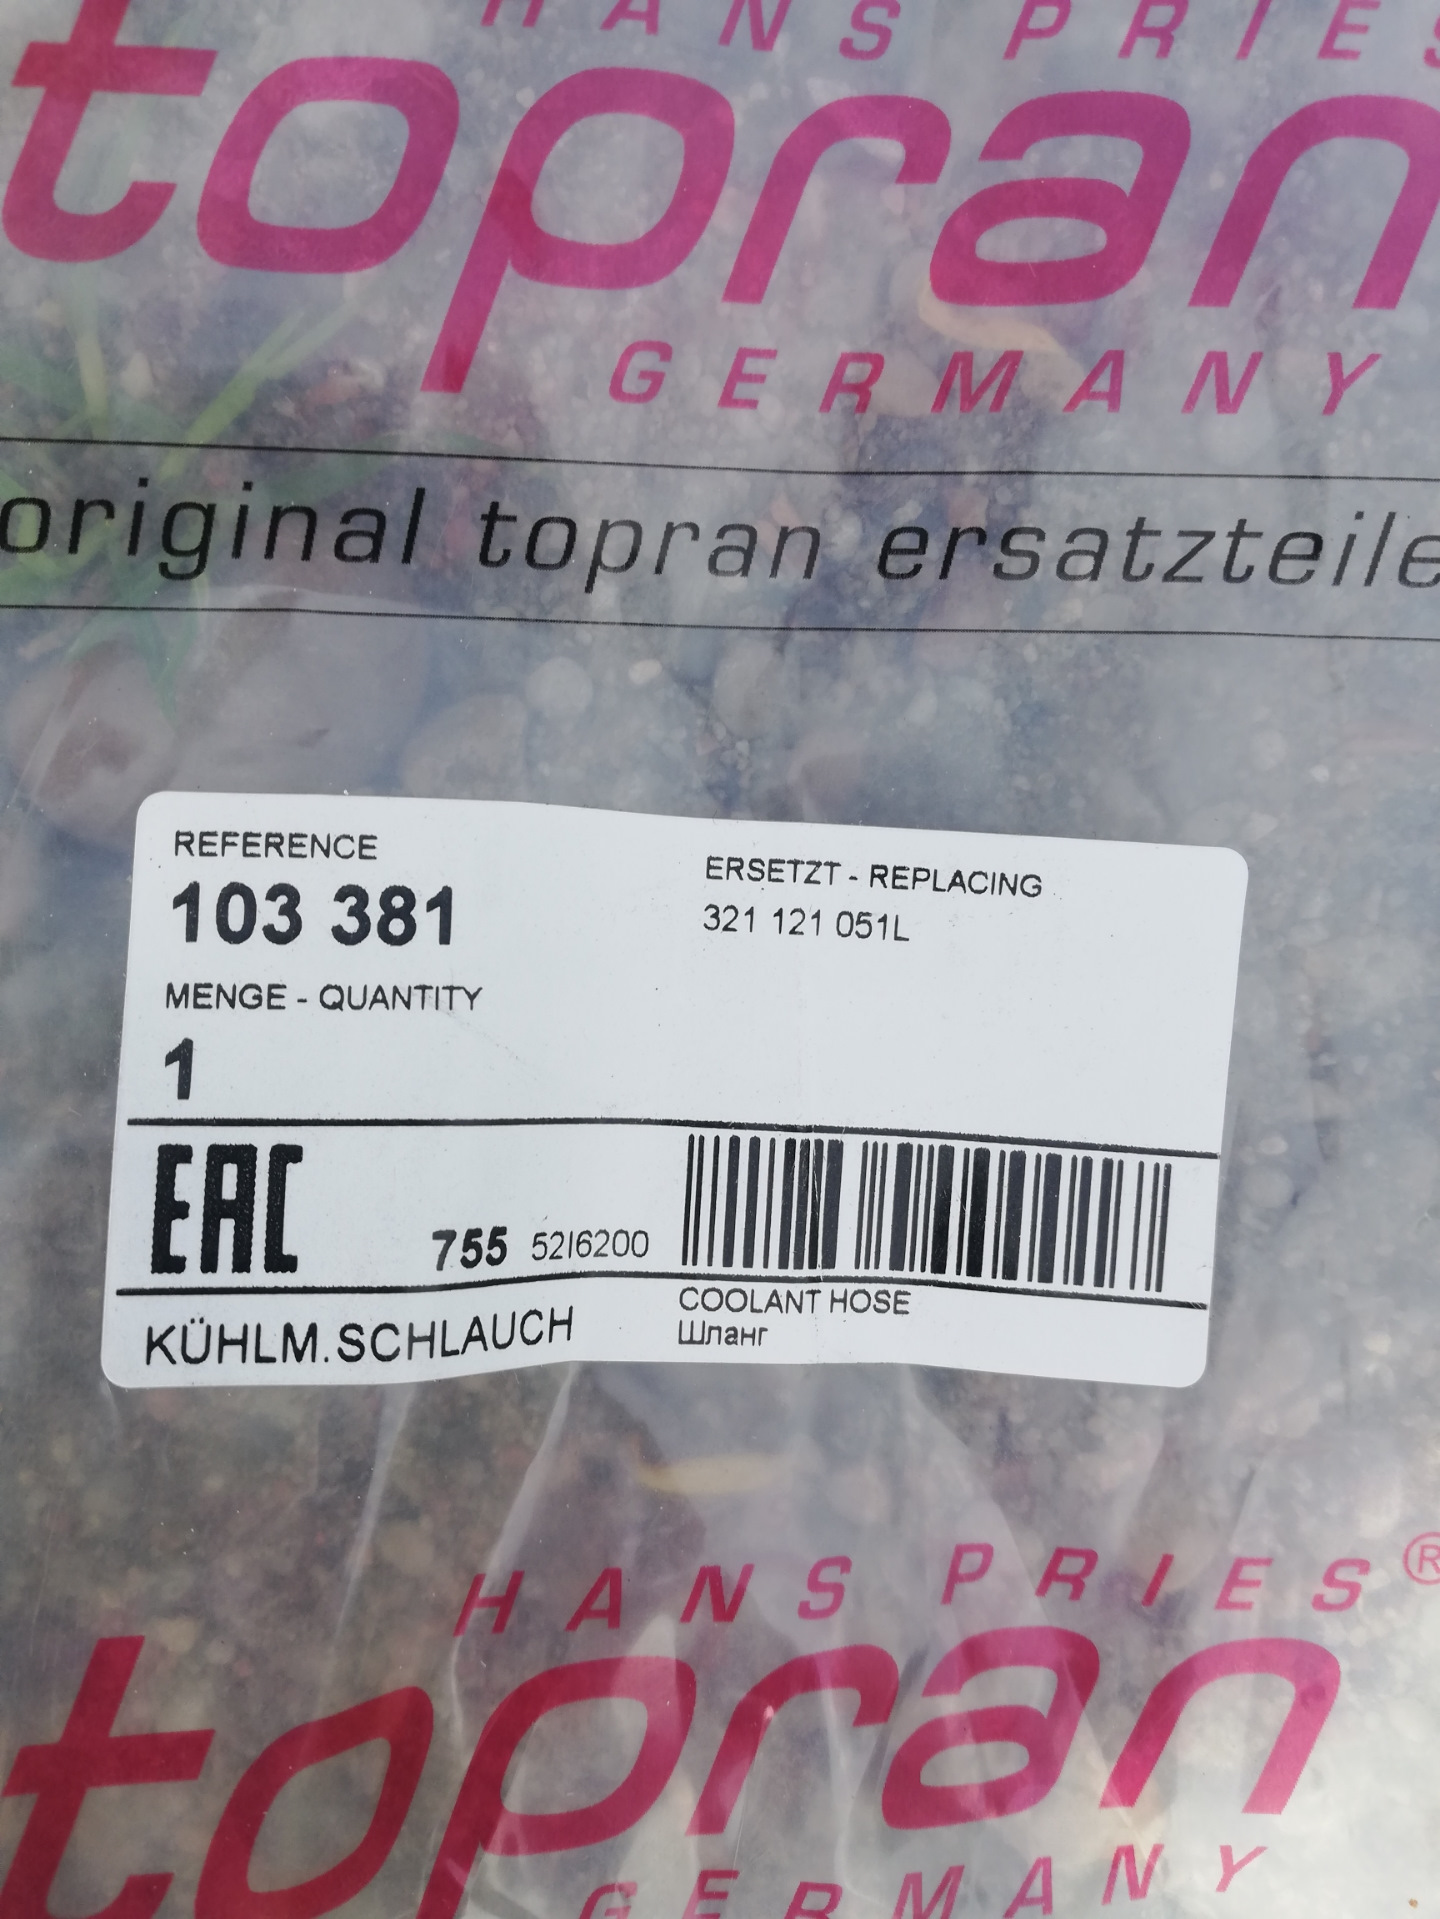 HANS PRIES
topran
GERMANY
original topran ersatzteile
REFERENCE
103 381
ERSETZT - REPLACING
321 121 051L
MENGE - QUANTITY
1
EAC
755 52I6200
COOLANT HOSE
Шланг
KÜHLM.SCHLAUCH
HANS PRIES®
topran
GERMANY